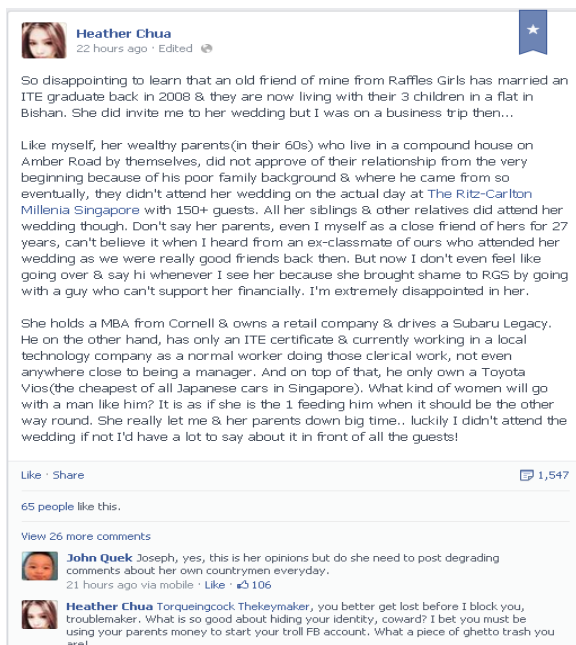 Heather Chua
22 hours ago · Edited
So disappointing to learn that an old friend of mine from Raffles Girls has married an
ITE graduate back in 2008 & they are now living with their 3 children in a flat in
Bishan. She did invite me to her wedding but I was on a business trip then...
Like myself, her wealthy parents(in their 60s) who live in a compound house on
Amber Road by themselves, did not approve of their relationship from the very
beginning because of his poor family background & where he came from so
eventually, they didn't attend her wedding on the actual day at The Ritz-Carlton
Millenia Singapore with 150+ guests. All her siblings & other relatives did attend her
wedding though. Don't say her parents, even I myself as a close friend of hers for 27
years, can't believe it when I heard from an ex-classmate of ours who attended her
wedding as we were really good friends back then. But now I don't even feel like
going over & say hi whenever I see her because she brought shame to RGS by going
with a guy who can't support her financially. I'm extremely disappointed in her.
She holds a MBA from Cornell & owns a retail company & drives a Subaru Legacy.
He on the other hand, has only an ITE certificate & currently working in a local
technology company as a normal worker doing those clerical work, not even
anywhere close to being a manager. And on top of that, he only own a Toyota
Vios(the cheapest of all Japanese cars in Singapore). What kind of women will go
with a man like him? It is as if she is the 1 feeding him when it should be the other
way round. She really let me & her parents down big time.. luckily I didn't attend the
wedding if not I'd have a lot to say about it in front of all the guests!
Like · Share 1,547
65 people like this.
View 26 more comments
John Quek Joseph, yes, this is her opinions but do she need to post degrading
comments about her own countrymen everyday.
21 hours ago via mobile · Like · 106
Heather Chua Torqueingcock Thekeymaker, you better get lost before I block you,
troublemaker. What is so good about hiding your identity, coward? I bet you must be
using your parents money to start your troll FB account. What a piece of ghetto trash you
are!